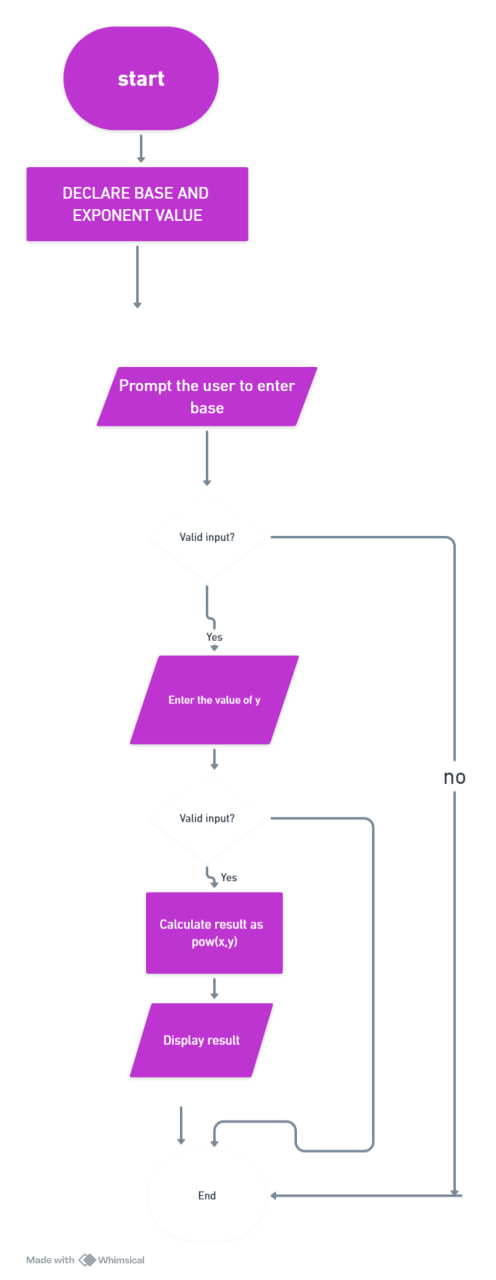 start
DECLARE BASE AND
EXPONENT VALUE
Prompt the user to enter
base
Valid input?
Yes
Enter the value of y
no
Valid input?
Yes
Calculate result as
pow(x,y)
Display result
End
Made with Whimsical